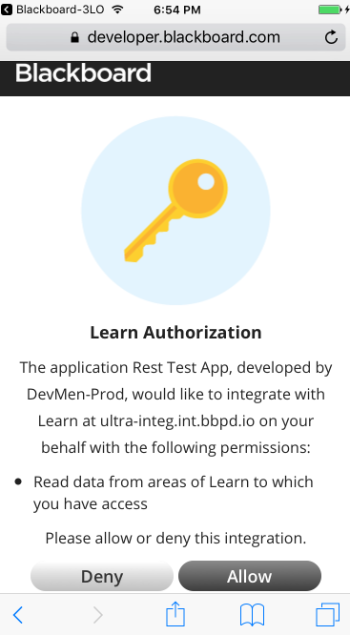 Blackboard-3LO 6:54 PM
developer.blackboard.com
Blackboard
Learn Authorization
The application Rest Test App, developed by
DevMen-Prod, would like to integrate with
Learn at ultra-integ.int.bbpd.io on your
behalf with the following permissions:
• Read data from areas of Learn to which
you have access
Please allow or deny this integration.
Deny Allow